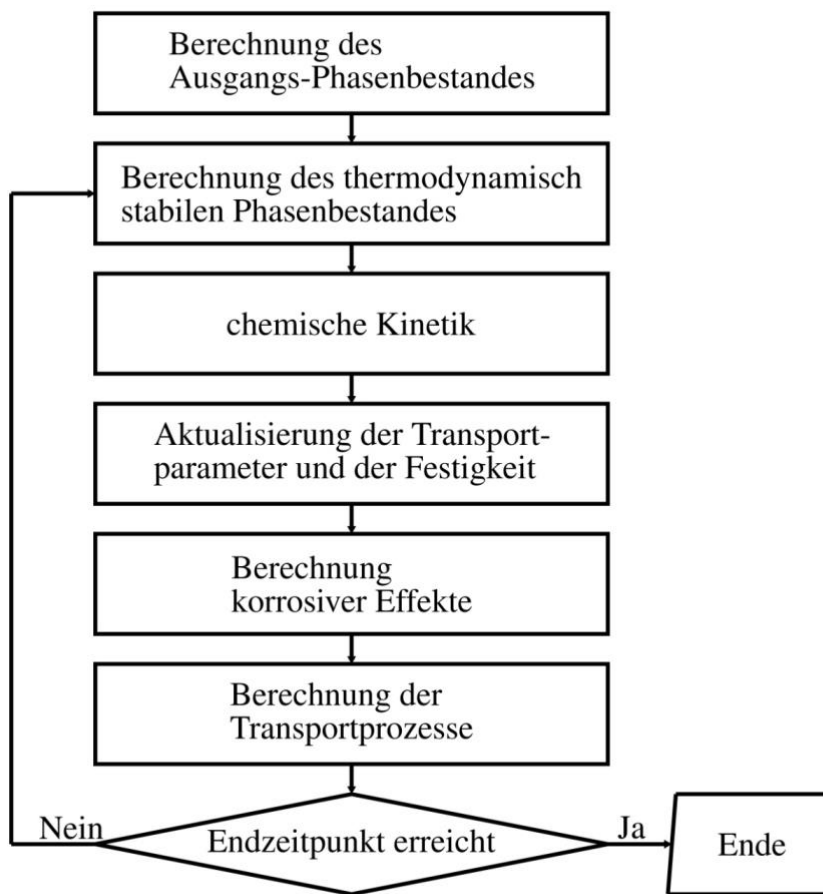 Berechnung des
Ausgangs-Phasenbestandes
Berechnung des thermodynamisch
stabilen Phasenbestandes
chemische Kinetik
Aktualisierung der Transport-
parameter und der Festigkeit
Berechnung
korrosiver Effekte
Berechnung der
Transportprozesse
Nein
Endzeitpunkt erreicht
Ja
Ende